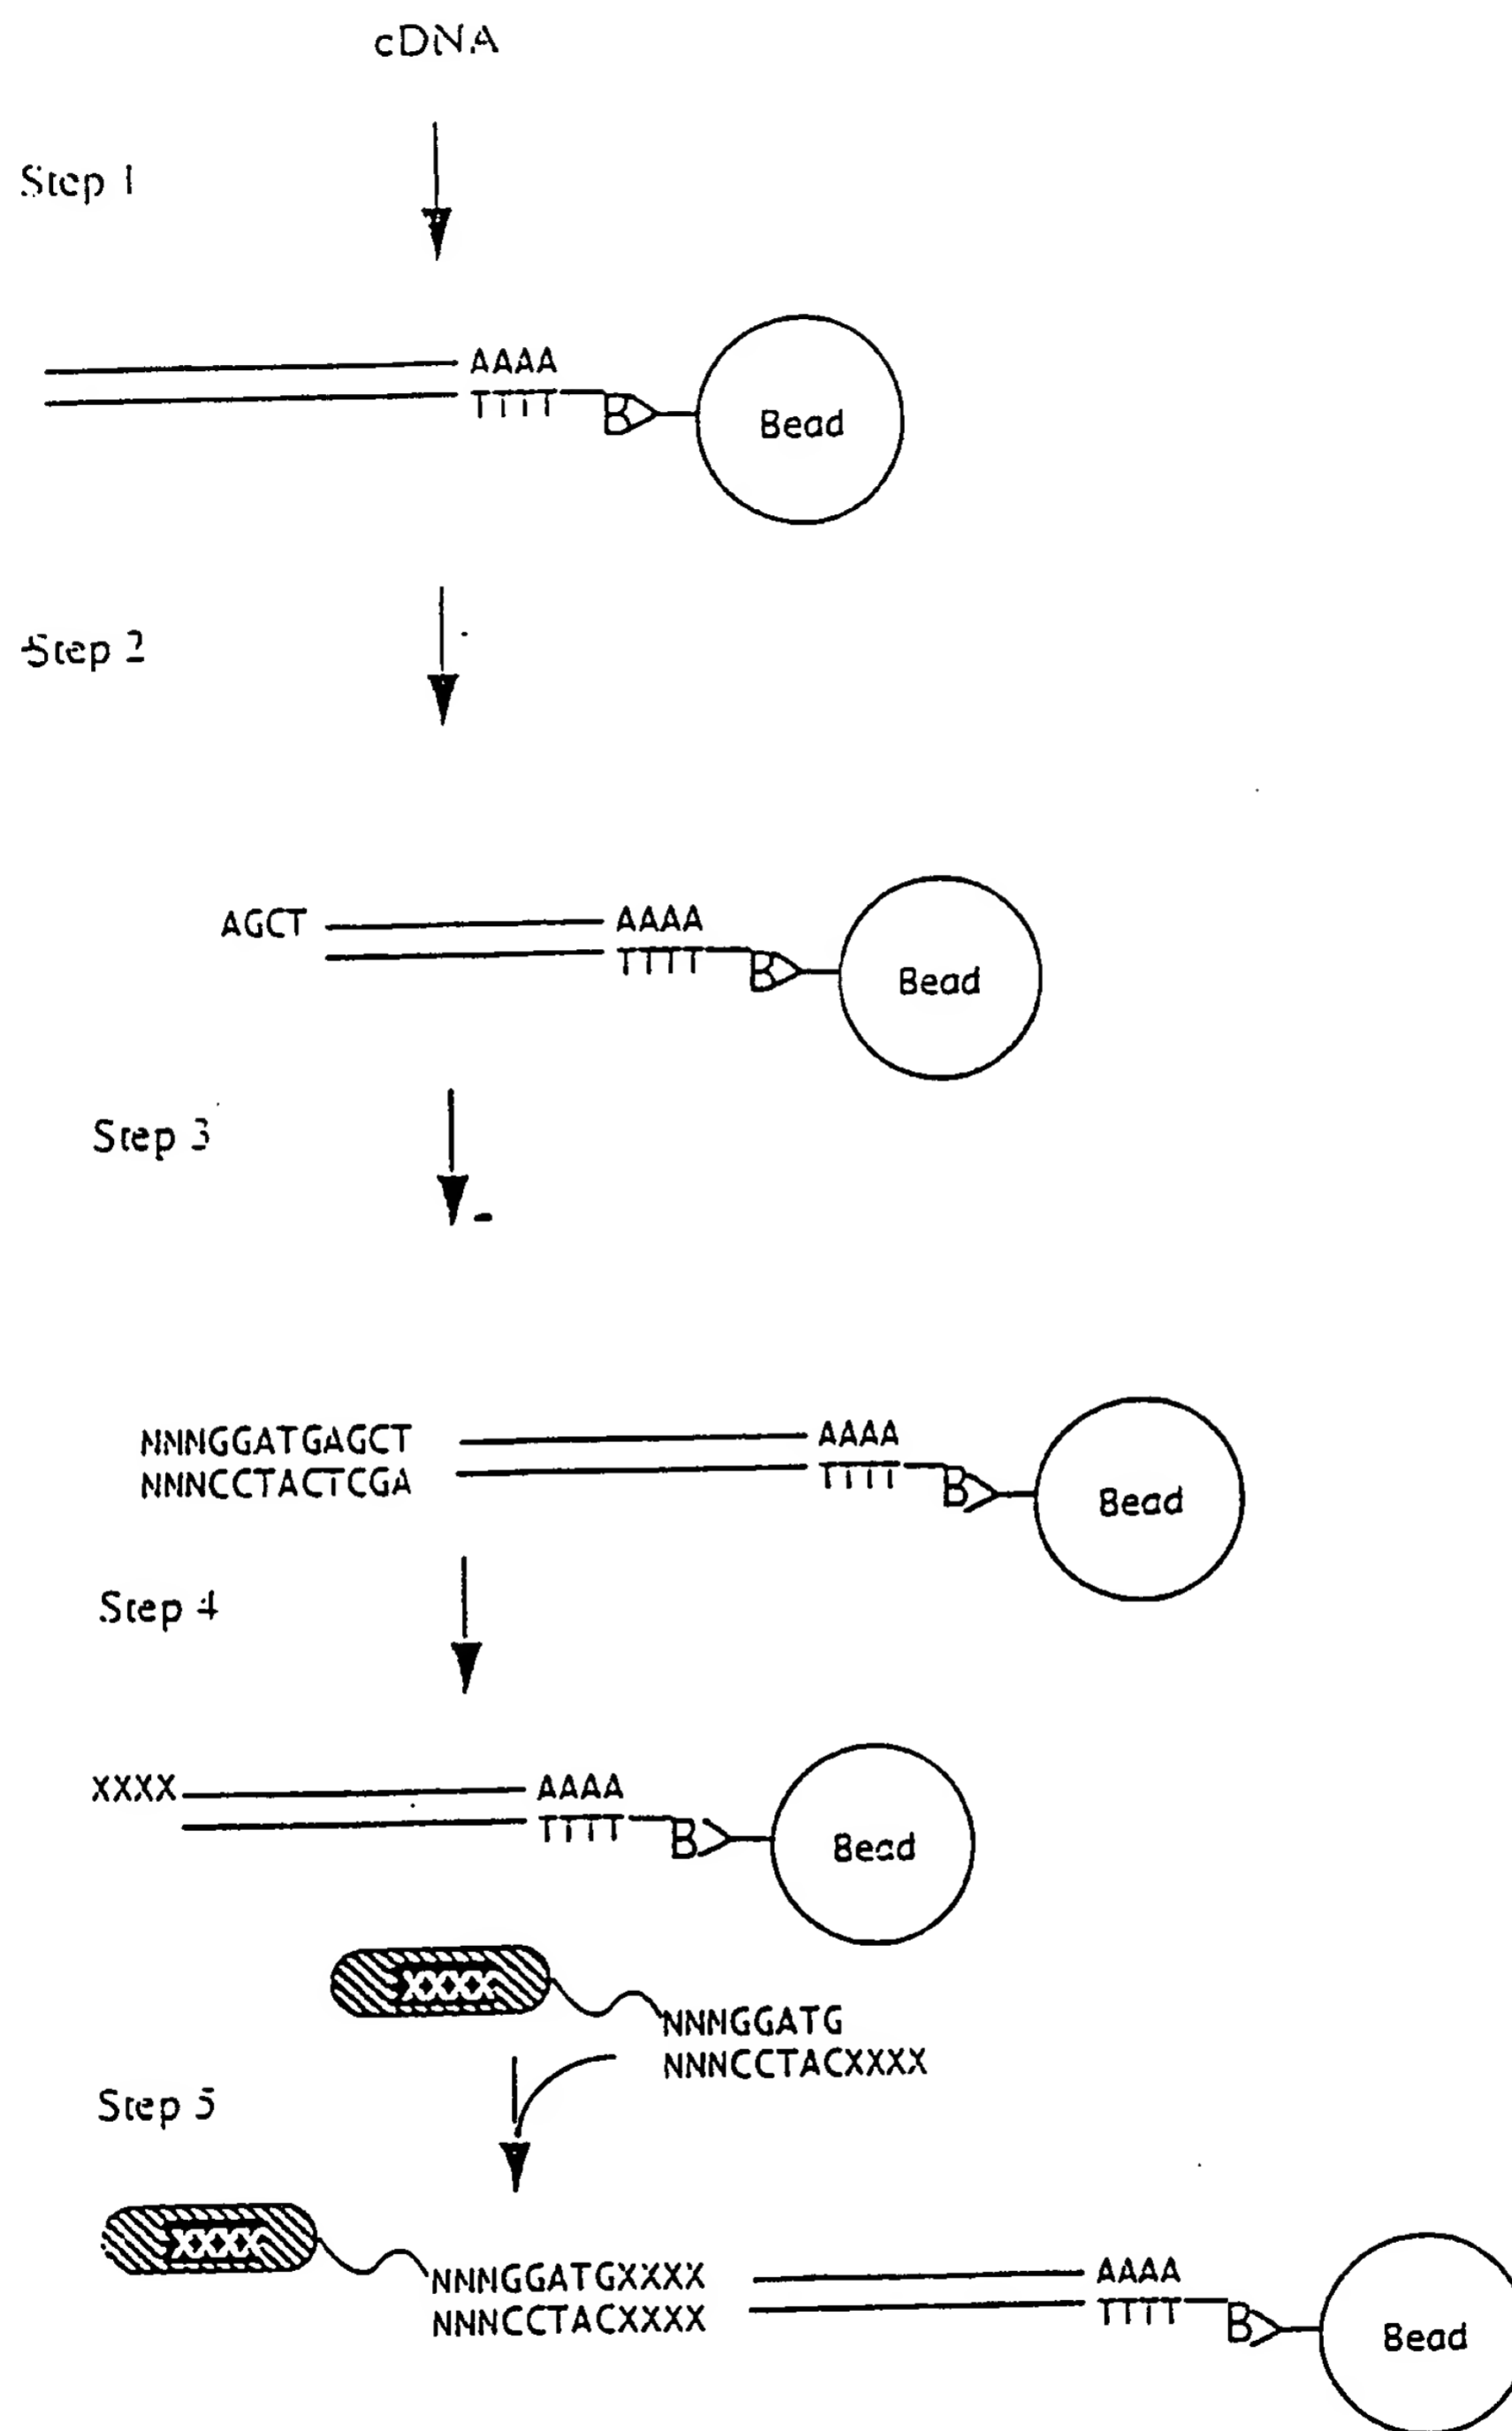 cDNA
Step 1
AAAA
TTTT
B
Bead
Step 2
AGCT
AAAA
TTTT
B
Bead
Step 3
NNNGGATGAGCT
NNNCCTACTCGA
AAAA
TTTT
B
Bead
Step 4
XXXX
AAAA
TTTT
B
Bead
XXXX
NNNGGATG
NNNCCTACXXXX
Step 5
XXXX
NNNGGATGXXXX
NNNCCTACXXXX
AAAA
TTTT
B
Bead